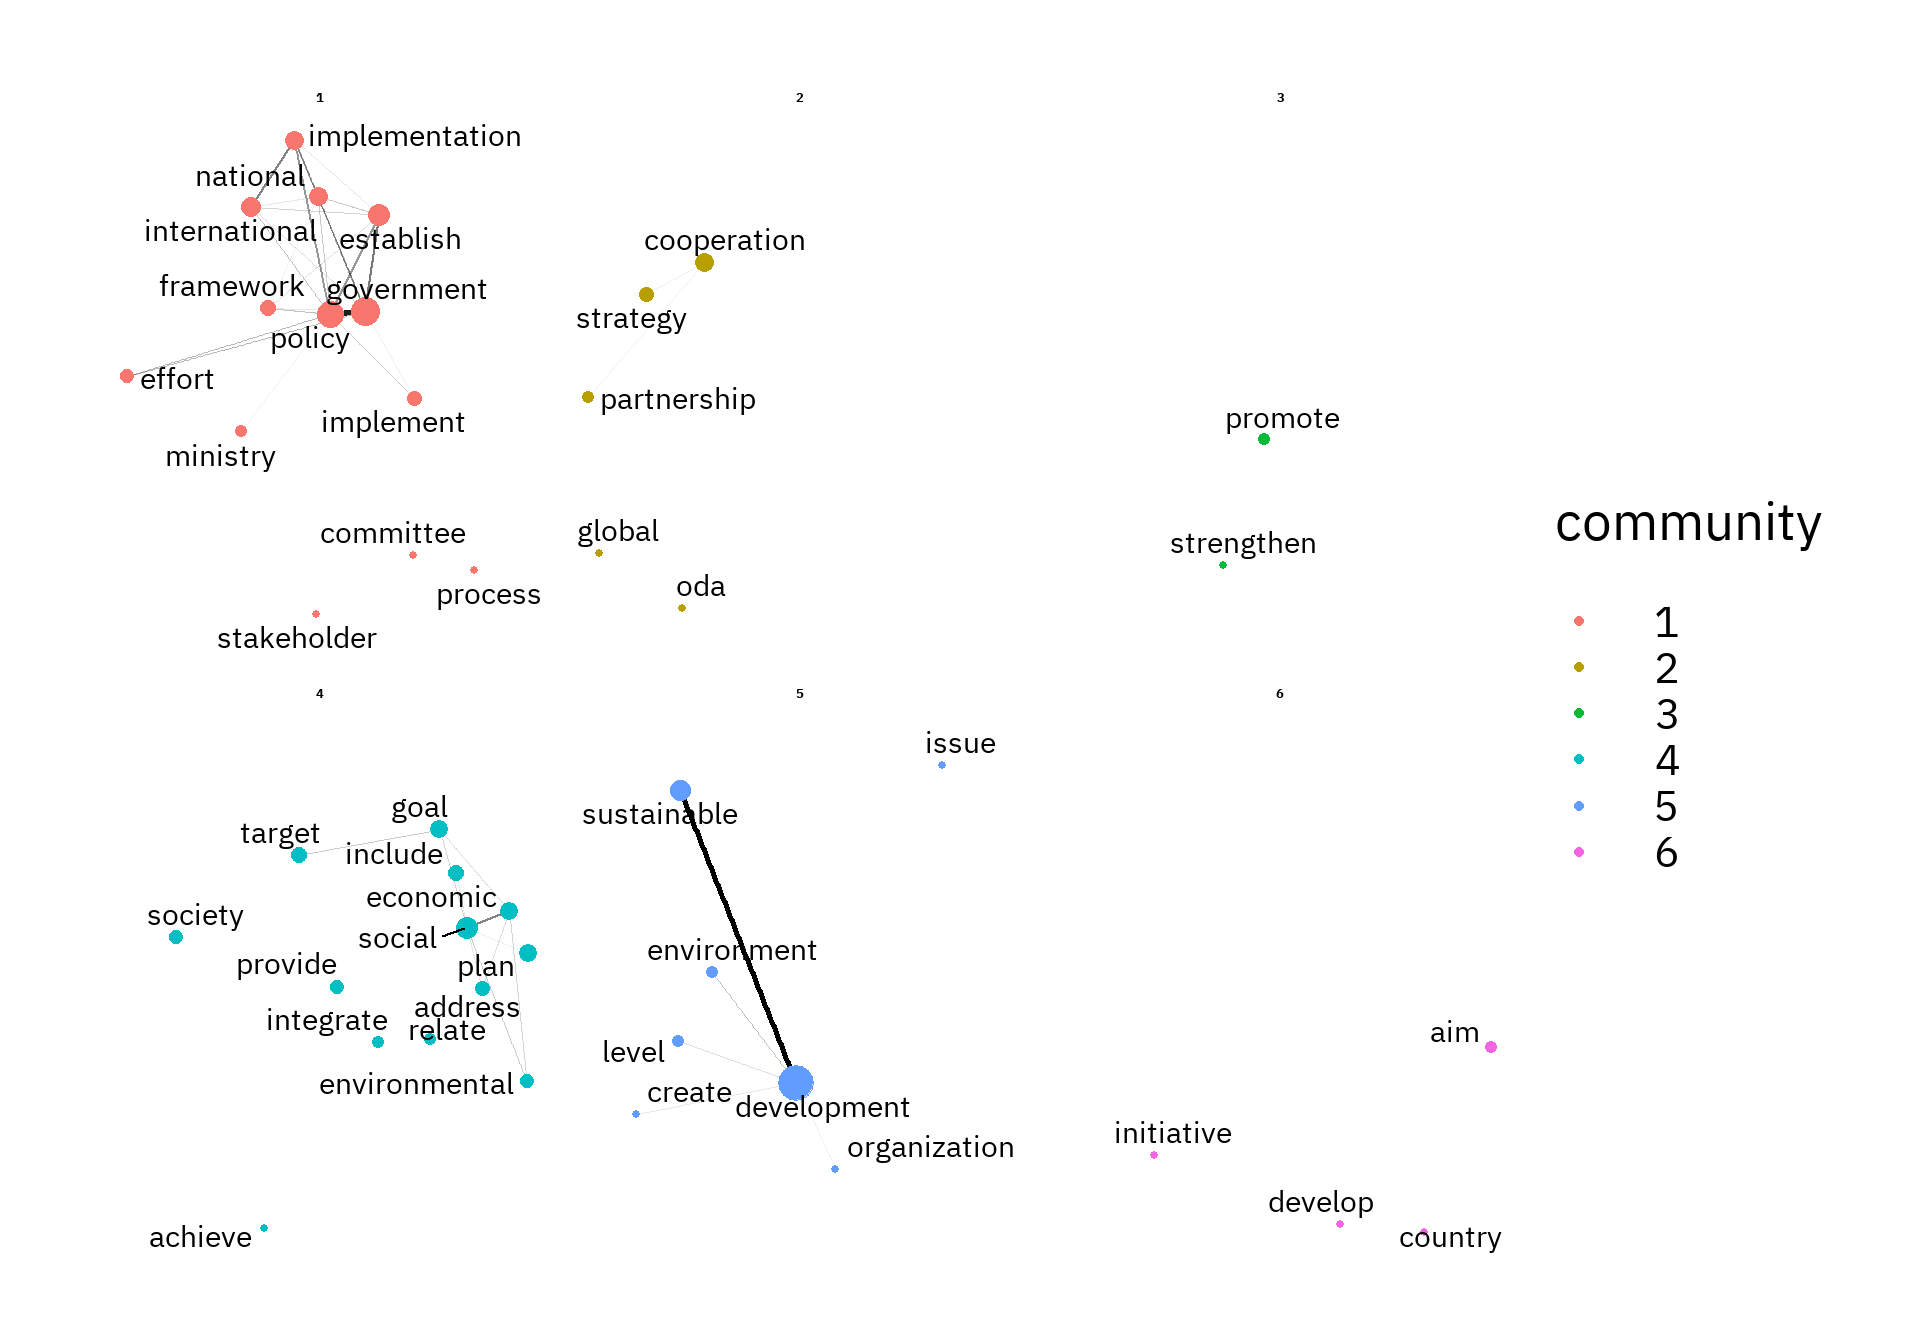 1
2
3
implementation
national
international
establish
cooperation
framework
government
strategy
policy
effort
partnership
implement
promote
ministry
committee
global
strengthen
process
oda
stakeholder
community
1
2
3
4
5
6
4
5
6
issue
goal
sustainable
target
include
economic
society
social
environment
provide
plan
address
integrate
relate
level
aim
environmental
create
development
initiative
organization
develop
achieve
country